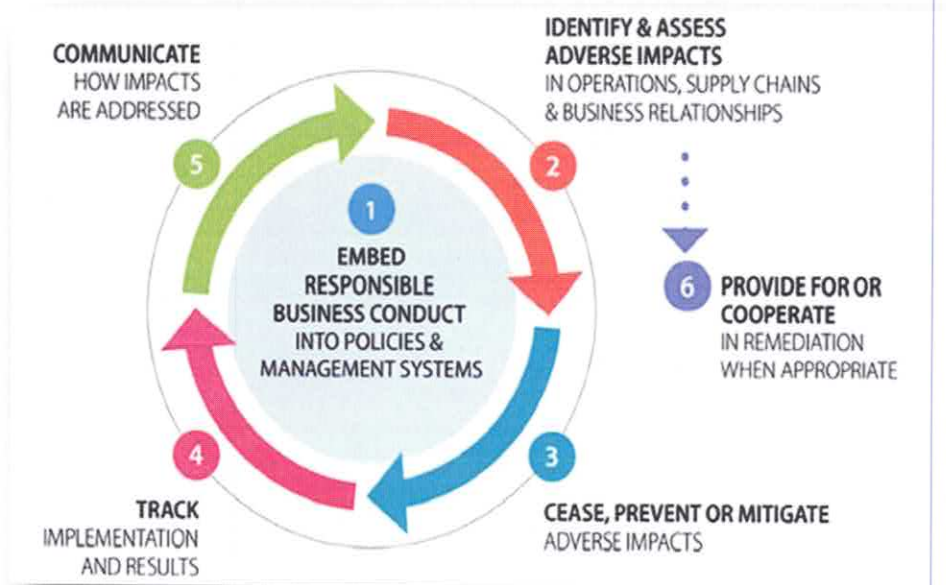 COMMUNICATE
HOW IMPACTS
ARE ADDRESSED
5
IDENTIFY & ASSESS
ADVERSE IMPACTS
IN OPERATIONS, SUPPLY CHAINS
& BUSINESS RELATIONSHIPS
2
1
EMBED
RESPONSIBLE
BUSINESS CONDUCT
INTO POLICIES &
MANAGEMENT SYSTEMS
6
PROVIDE FOR OR
COOPERATE
IN REMEDIATION
WHEN APPROPRIATE
4
TRACK
IMPLEMENTATION
AND RESULTS
3
CEASE, PREVENT OR MITIGATE
ADVERSE IMPACTS